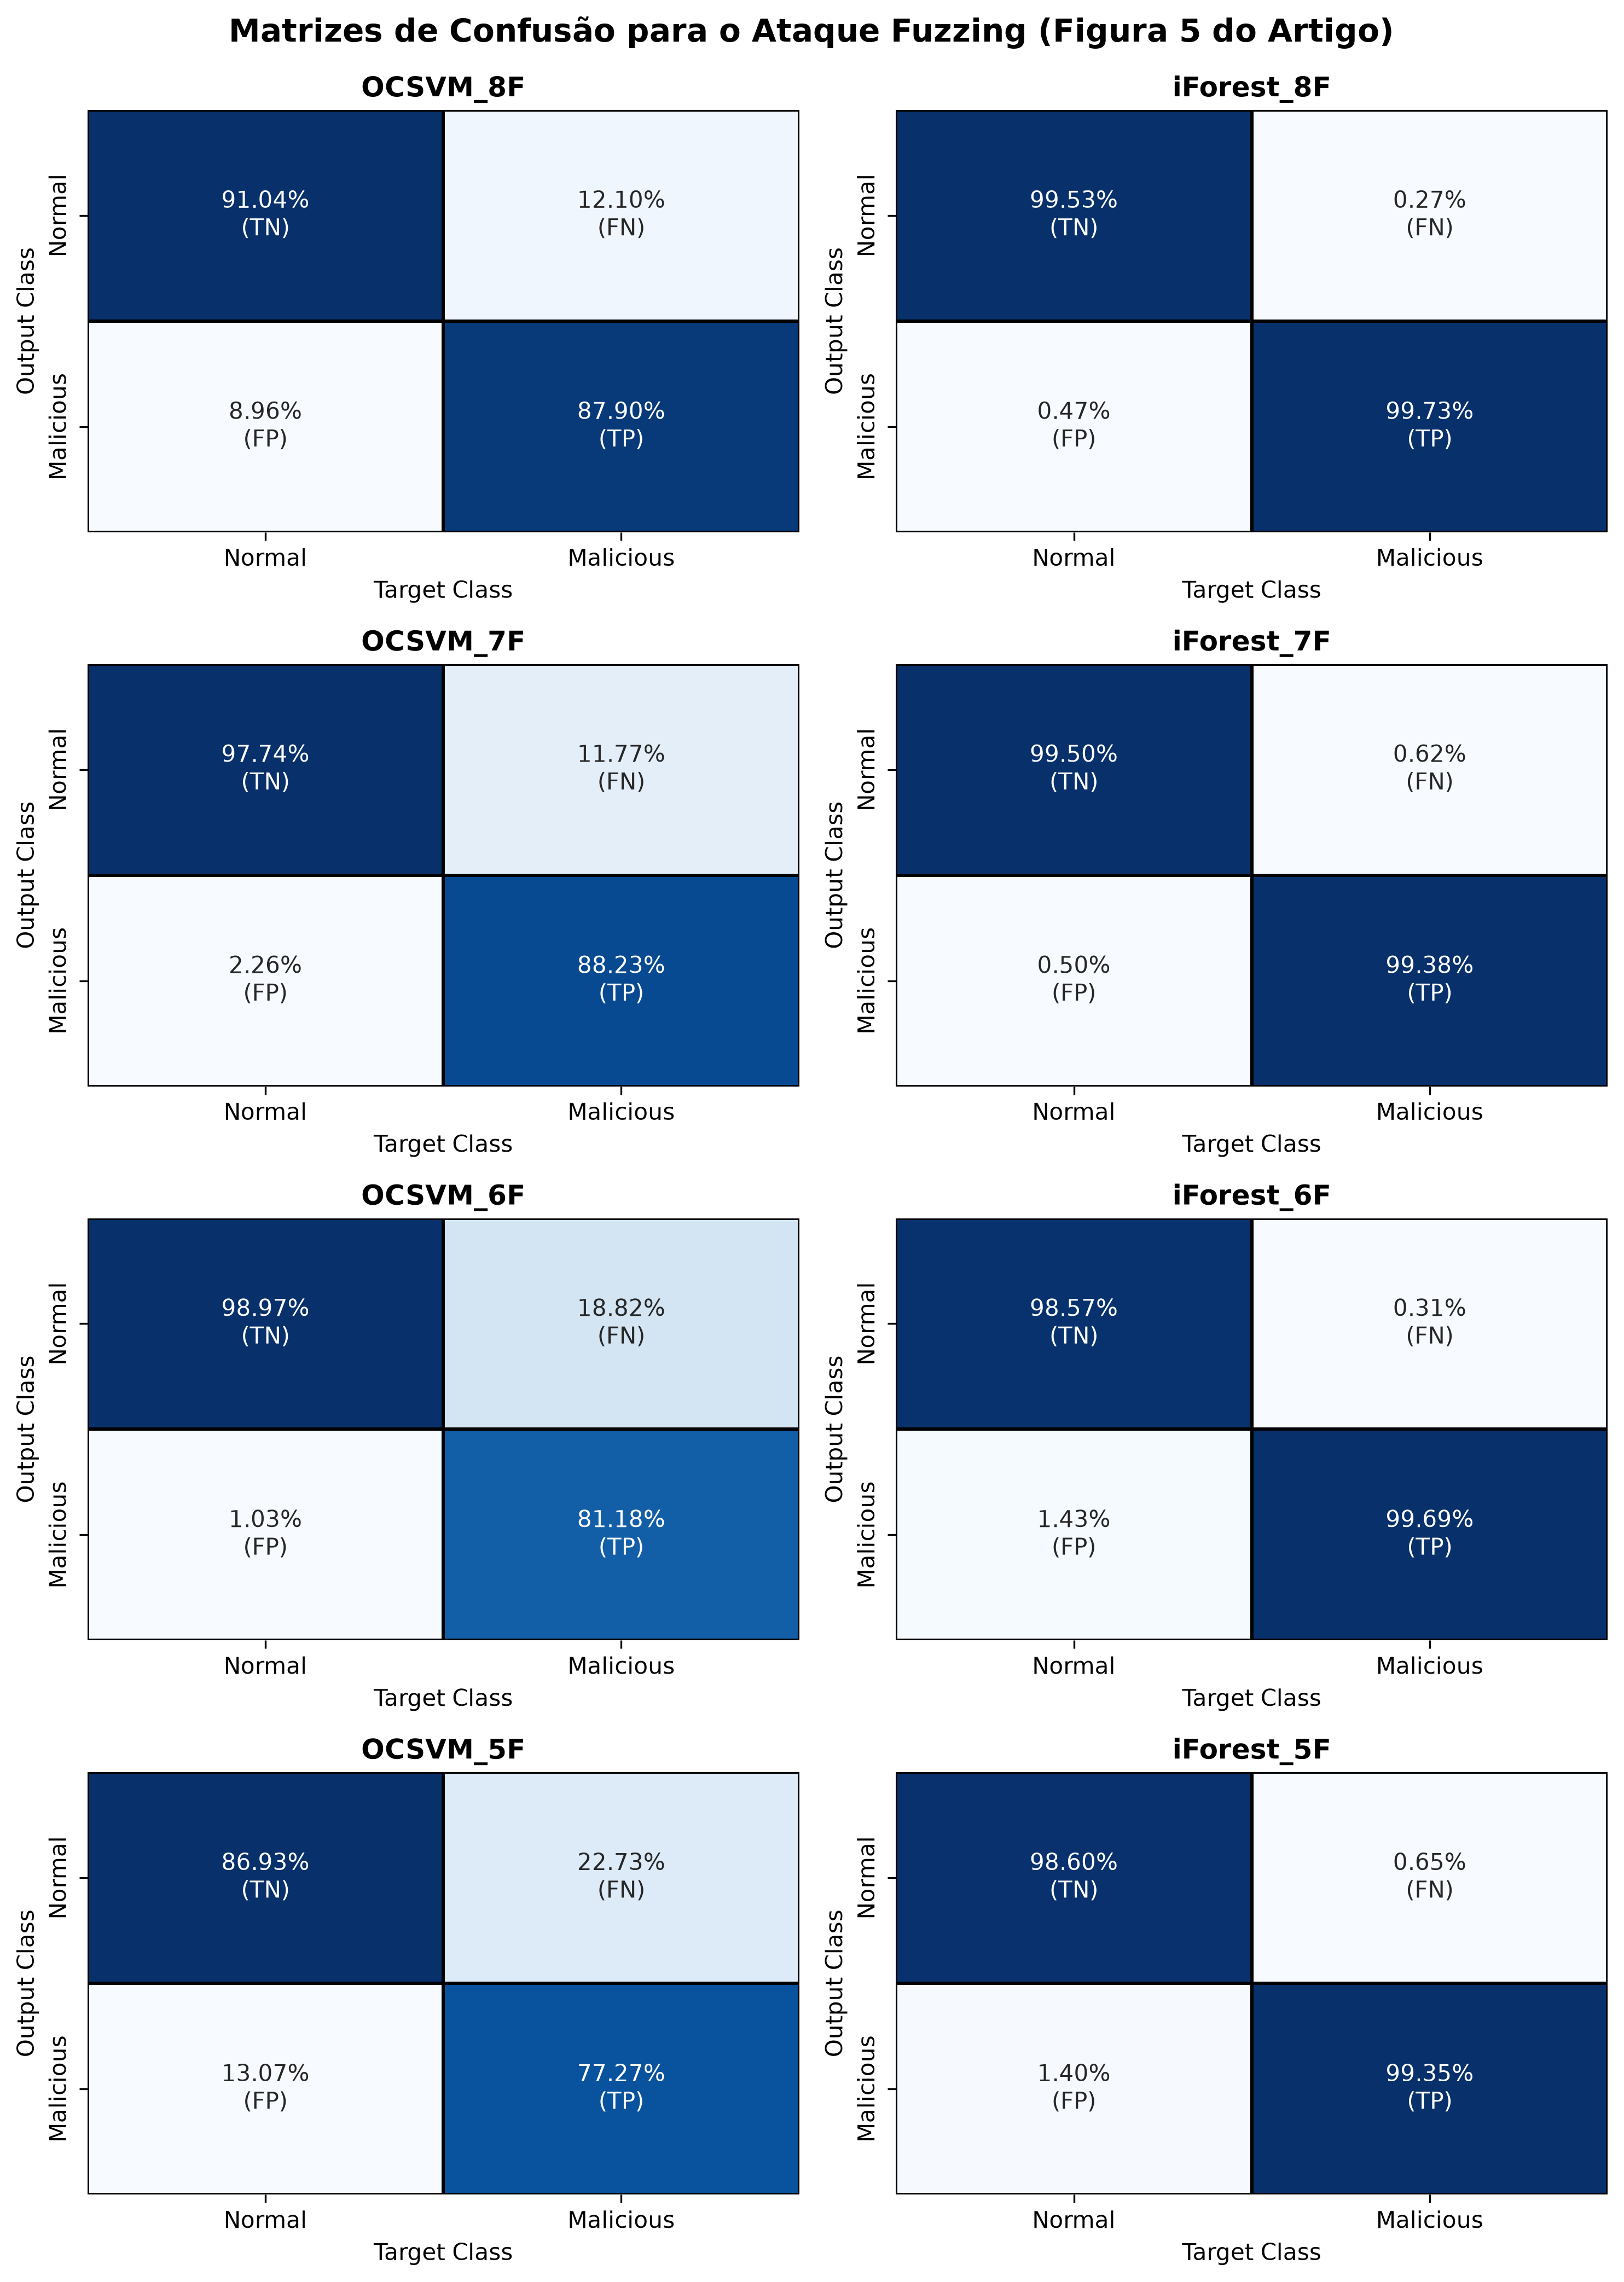 Matrizes de Confusão para o Ataque Fuzzing (Figura 5 do Artigo)
OCSVM_8F
Output Class
Normal
Malicious
91.04%
(TN)
12.10%
(FN)
8.96%
(FP)
87.90%
(TP)
Normal
Malicious
Target Class
iForest_8F
Output Class
Normal
Malicious
99.53%
(TN)
0.27%
(FN)
0.47%
(FP)
99.73%
(TP)
Normal
Malicious
Target Class
OCSVM_7F
Output Class
Normal
Malicious
97.74%
(TN)
11.77%
(FN)
2.26%
(FP)
88.23%
(TP)
Normal
Malicious
Target Class
iForest_7F
Output Class
Normal
Malicious
99.50%
(TN)
0.62%
(FN)
0.50%
(FP)
99.38%
(TP)
Normal
Malicious
Target Class
OCSVM_6F
Output Class
Normal
Malicious
98.97%
(TN)
18.82%
(FN)
1.03%
(FP)
81.18%
(TP)
Normal
Malicious
Target Class
iForest_6F
Output Class
Normal
Malicious
98.57%
(TN)
0.31%
(FN)
1.43%
(FP)
99.69%
(TP)
Normal
Malicious
Target Class
OCSVM_5F
Output Class
Normal
Malicious
86.93%
(TN)
22.73%
(FN)
13.07%
(FP)
77.27%
(TP)
Normal
Malicious
Target Class
iForest_5F
Output Class
Normal
Malicious
98.60%
(TN)
0.65%
(FN)
1.40%
(FP)
99.35%
(TP)
Normal
Malicious
Target Class